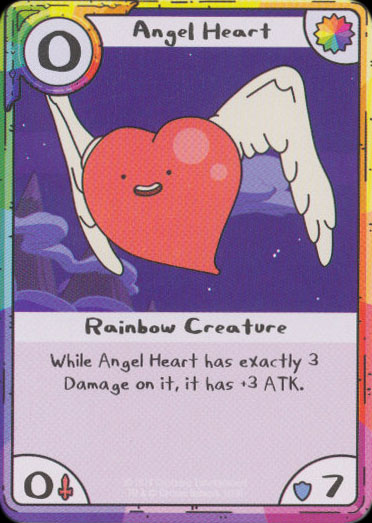 0
Angel Heart
Rainbow Creature
While Angel Heart has exactly 3
Damage on it, it has +3 ATK.
0
7